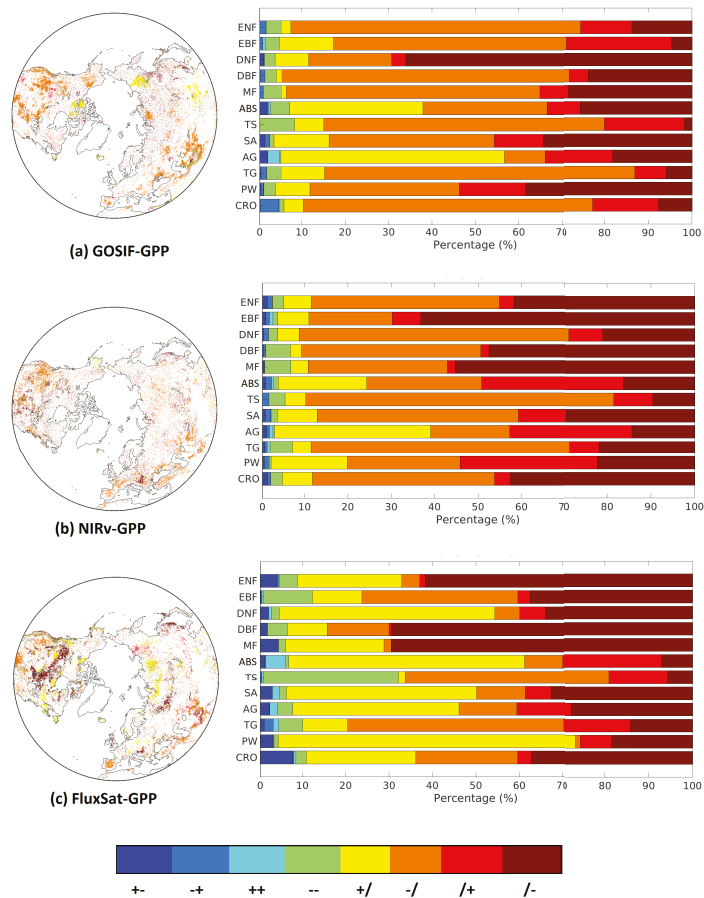 ENF
EBF
DNF
DBF
MF
ABS
TS
SA
AG
TG
PW
CRO
0 10 20 30 40 50 60 70 80 90 100
Percentage (%)
(a) GOSIF-GPP
ENF
EBF
DNF
DBF
MF
ABS
TS
SA
AG
TG
PW
CRO
0 10 20 30 40 50 60 70 80 90 100
Percentage (%)
(b) NIRv-GPP
ENF
EBF
DNF
DBF
MF
ABS
TS
SA
AG
TG
PW
CRO
0 10 20 30 40 50 60 70 80 90 100
Percentage (%)
(c) FluxSat-GPP
+- -+ ++ -- +/ -/ /+ /-